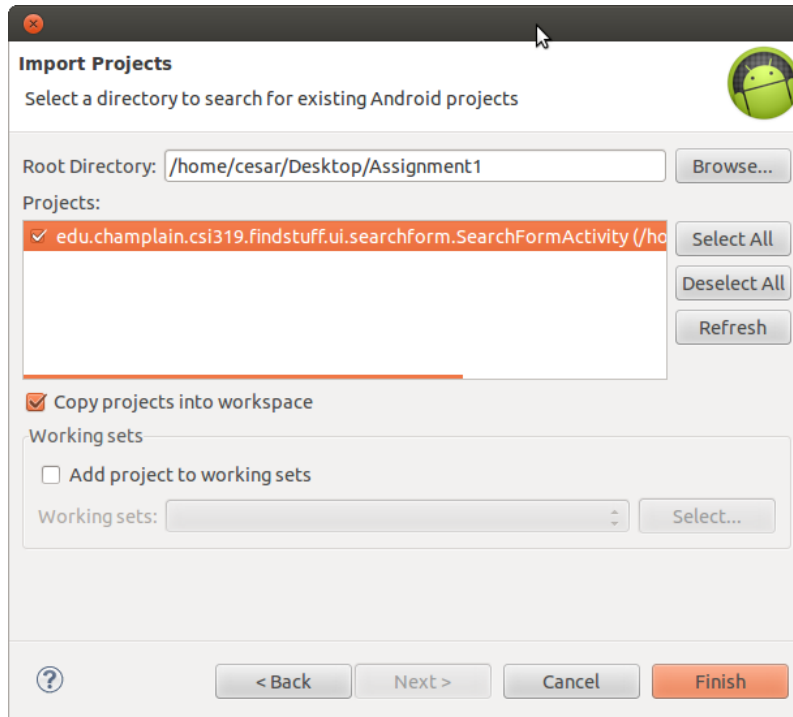 Import Projects
Select a directory to search for existing Android projects
Root Directory: /home/cesar/Desktop/Assignment1 Browse...
Projects:
edu.champlain.csi319.findstuff.ui.searchform.SearchFormActivity (/ho
Select All
Deselect All
Refresh
Copy projects into workspace
Working sets
Add project to working sets
Working sets: Select...
? < Back Next > Cancel Finish